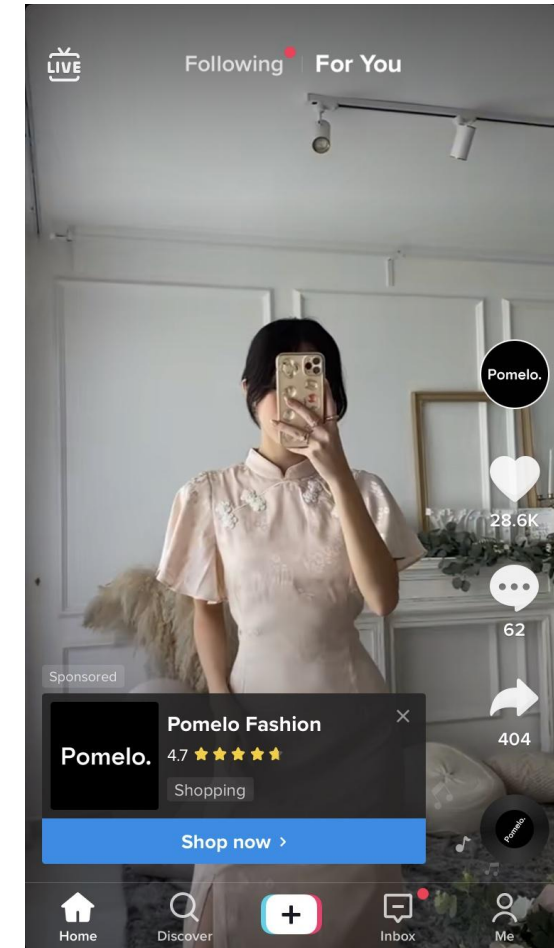 LIVE
Following
For You
Pomelo.
28.6K
62
404
Sponsored
Pomelo.
Pomelo Fashion
4.7
Shopping
Shop now
Pomelo.
Home
Discover
Inbox
Me